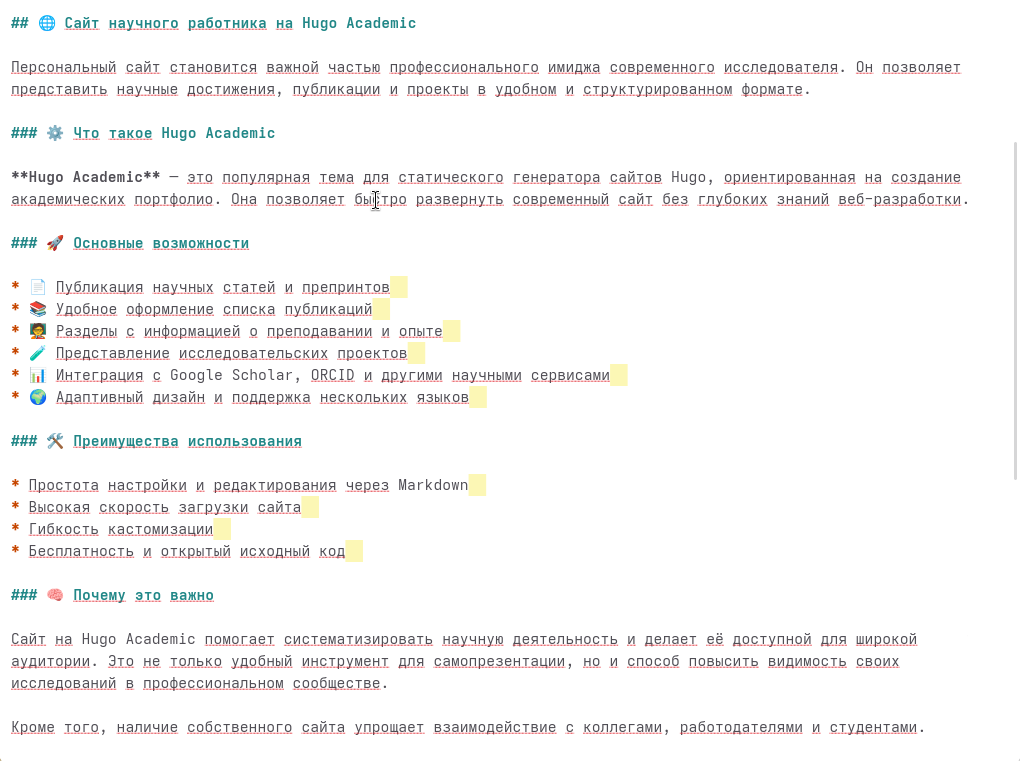 ## 🌐 Сайт научного работника на Hugo Academic
Персональный сайт становится важной частью профессионального имиджа современного исследователя. Он позволяет
представить научные достижения, публикации и проекты в удобном и структурированном формате.
### ⚙️ Что такое Hugo Academic
**Hugo Academic** — это популярная тема для статического генератора сайтов Hugo, ориентированная на создание
академических портфолио. Она позволяет быстро развернуть современный сайт без глубоких знаний веб-разработки.
### 🚀 Основные возможности
* 📄 Публикация научных статей и препринтов
* 📚 Удобное оформление списка публикаций
* 🧑‍🏫 Разделы с информацией о преподавании и опыте
* 🧪 Представление исследовательских проектов
* 📊 Интеграция с Google Scholar, ORCID и другими научными сервисами
* 🌍 Адаптивный дизайн и поддержка нескольких языков
### 🛠️ Преимущества использования
* Простота настройки и редактирования через Markdown
* Высокая скорость загрузки сайта
* Гибкость кастомизации
* Бесплатность и открытый исходный код
### 🧠 Почему это важно
Сайт на Hugo Academic помогает систематизировать научную деятельность и делает её доступной для широкой
аудитории. Это не только удобный инструмент для самопрезентации, но и способ повысить видимость своих
исследований в профессиональном сообществе.
Кроме того, наличие собственного сайта упрощает взаимодействие с коллегами, работодателями и студентами.